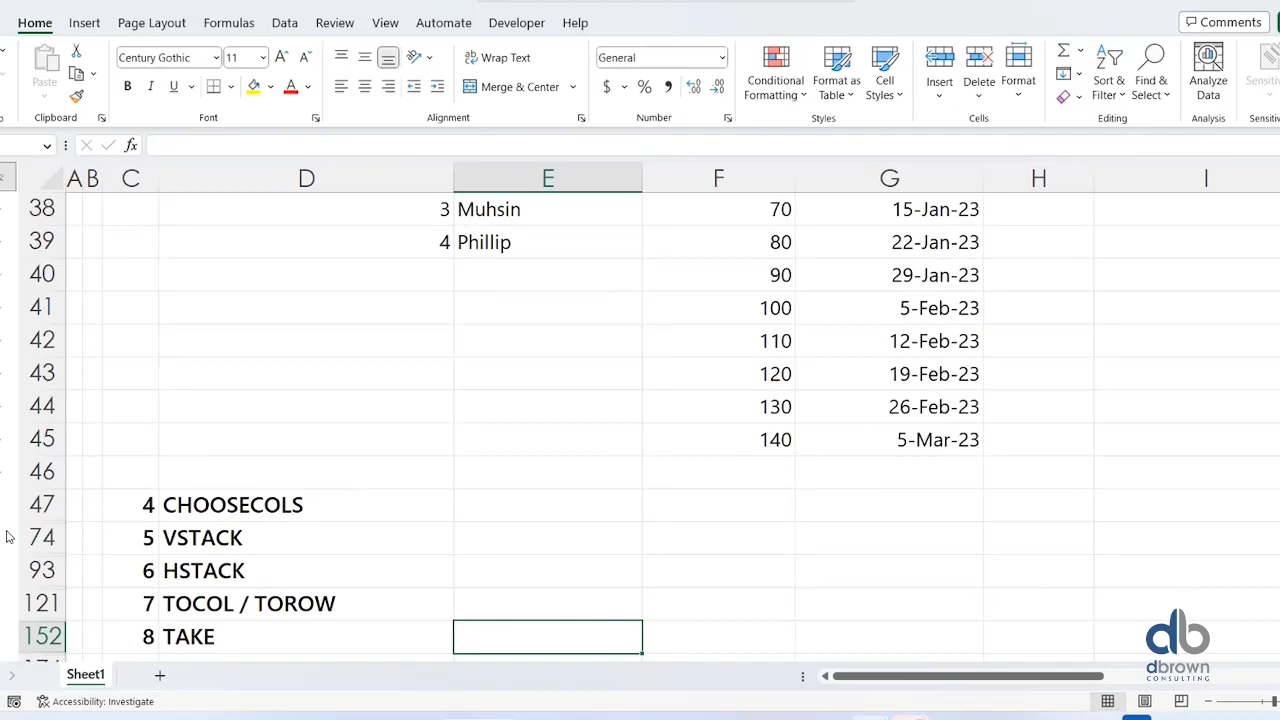 Home Insert Page Layout Formulas Data Review View Automate Developer Help Comments
Paste
Century Gothic 11
B I U A
Wrap Text
Merge & Center
General
$ %
Conditional Formatting
Format as Table
Cell Styles
Insert Delete Format
Sort & Filter
Find & Select
Analyze Data
Clipboard Font Alignment Number Styles Cells Editing Analysis
fx
A B C D E F G H I
38 3 Muhsin 70 15-Jan-23
39 4 Phillip 80 22-Jan-23
40 90 29-Jan-23
41 100 5-Feb-23
42 110 12-Feb-23
43 120 19-Feb-23
44 130 26-Feb-23
45 140 5-Mar-23
46
47 4 CHOOSECOLS
74 5 VSTACK
93 6 HSTACK
121 7 TOCOL / TOROW
152 8 TAKE
db
dbrown
CONSULTING
Sheet1
Accessibility: Investigate